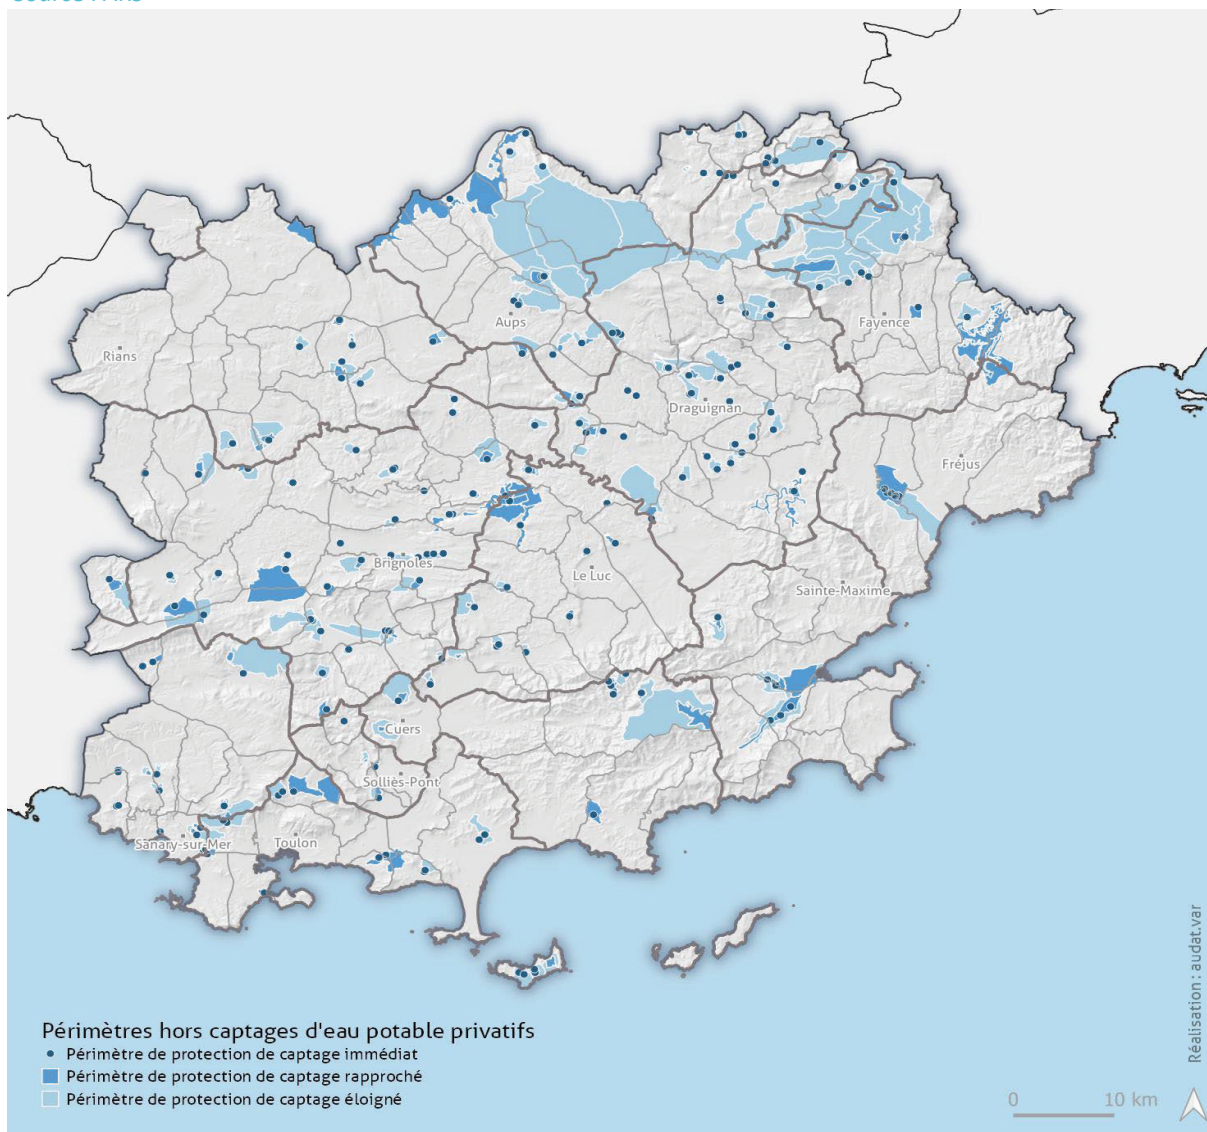 Rians
Aups
Fayence
Draguignan
Fréjus
Brignoles
Le Luc
Sainte-Maxime
Cuers
Solliès-Pont
Sanary-sur-Mer
Toulon
Périmètres hors captages d'eau potable privatifs
Périmètre de protection de captage immédiat
Périmètre de protection de captage rapproché
Périmètre de protection de captage éloigné
0 10 km
Réalisation : audat.var